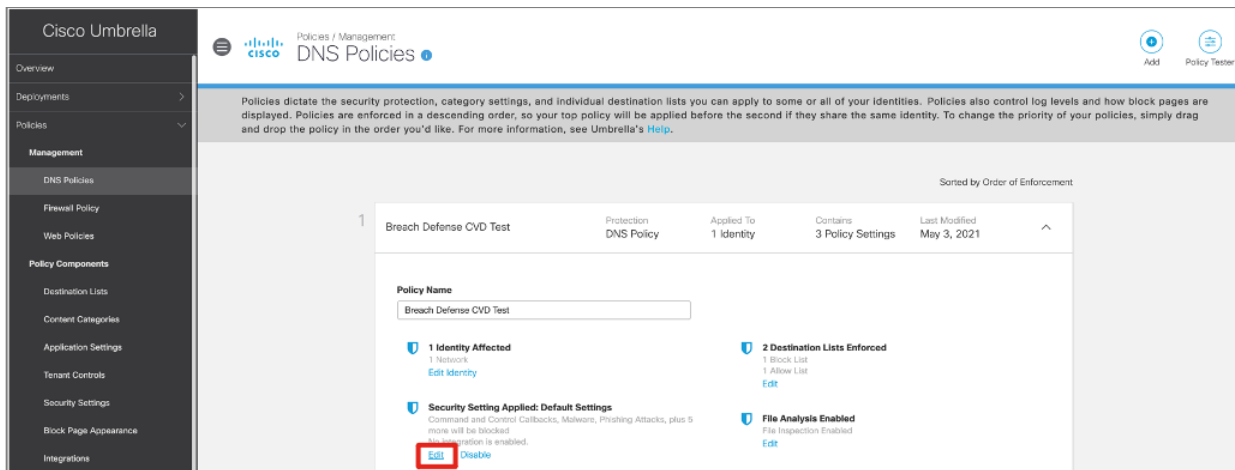 Cisco Umbrella
Overview
Deployments
Policies
Management
DNS Policies
Firewall Policy
Web Policies
Policy Components
Destination Lists
Content Categories
Application Settings
Tenant Controls
Security Settings
Block Page Appearance
Integrations
CISCO
Policies / Management
DNS Policies
Add
Policy Tester
Policies dictate the security protection, category settings, and individual destination lists you can apply to some or all of your identities. Policies also control log levels and how block pages are
displayed. Policies are enforced in a descending order, so your top policy will be applied before the second if they share the same identity. To change the priority of your policies, simply drag
and drop the policy in the order you'd like. For more information, see Umbrella's Help.
Sorted by Order of Enforcement
1
Breach Defense CVD Test
Protection
DNS Policy
Applied To
1 Identity
Contains
3 Policy Settings
Last Modified
May 3, 2021
Policy Name
Breach Defense CVD Test
1 Identity Affected
1 Network
Edit Identity
Security Setting Applied: Default Settings
Command and Control Callbacks, Malware, Phishing Attacks, plus 5
more will be blocked
No integration is enabled.
Edit Disable
2 Destination Lists Enforced
1 Block List
1 Allow List
Edit
File Analysis Enabled
File Inspection Enabled
Edit